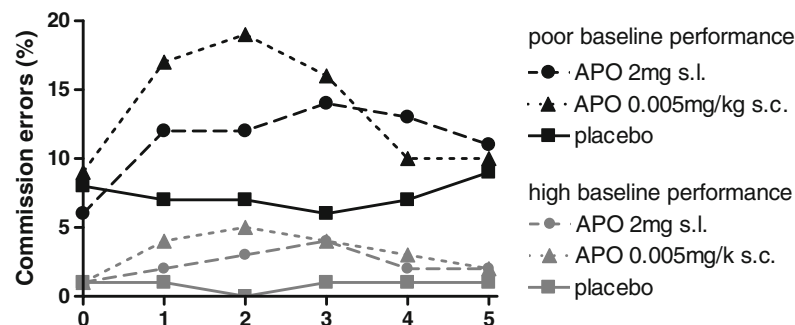 Commission errors (%)
20
15
10
5
0
0 1 2 3 4 5
poor baseline performance
APO 2mg s.l.
APO 0.005mg/kg s.c.
placebo
high baseline performance
APO 2mg s.l.
APO 0.005mg/k s.c.
placebo